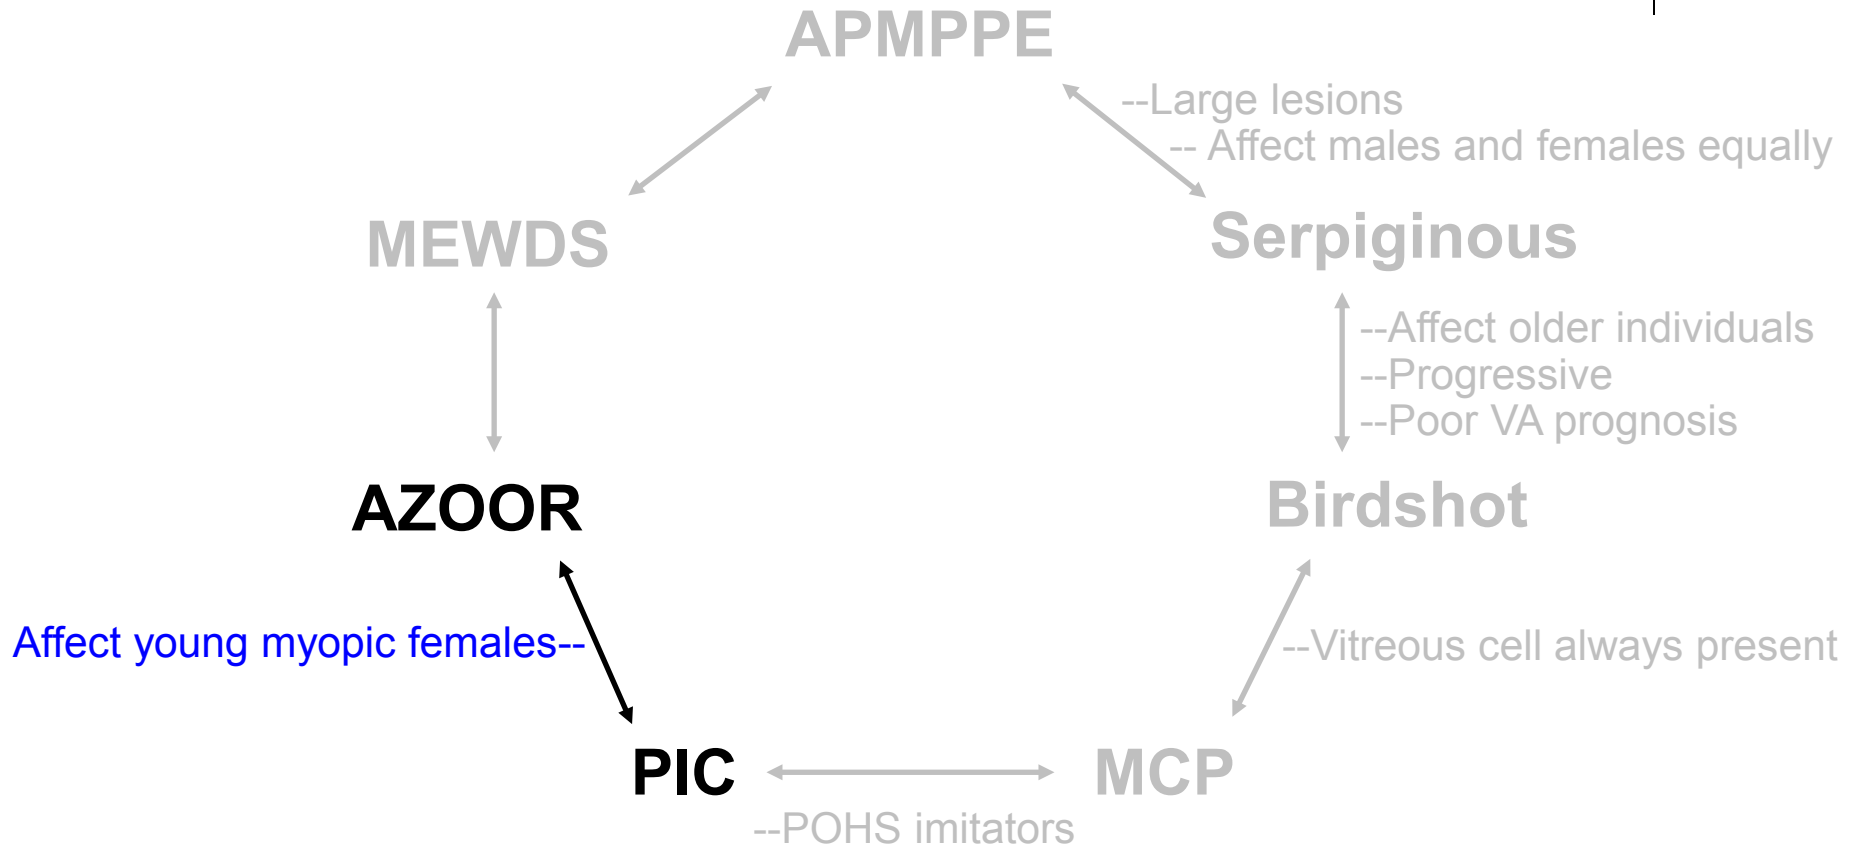 APMPPE
--Large lesions
-- Affect males and females equally
MEWDS
Serpiginous
--Affect older individuals
--Progressive
--Poor VA prognosis
AZOOR
Birdshot
Affect young myopic females--
--Vitreous cell always present
PIC
MCP
--POHS imitators